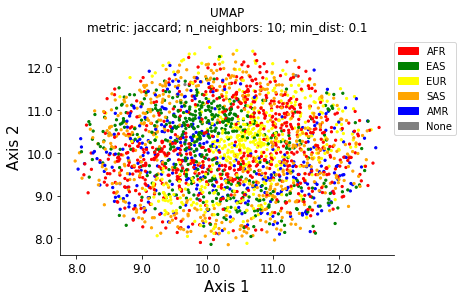 UMAP
metric: jaccard; n_neighbors: 10; min_dist: 0.1
AFR
EAS
EUR
SAS
AMR
None
12.0
11.0
10.0
9.0
8.0
Axis 2
8.0 9.0 10.0 11.0 12.0
Axis 1